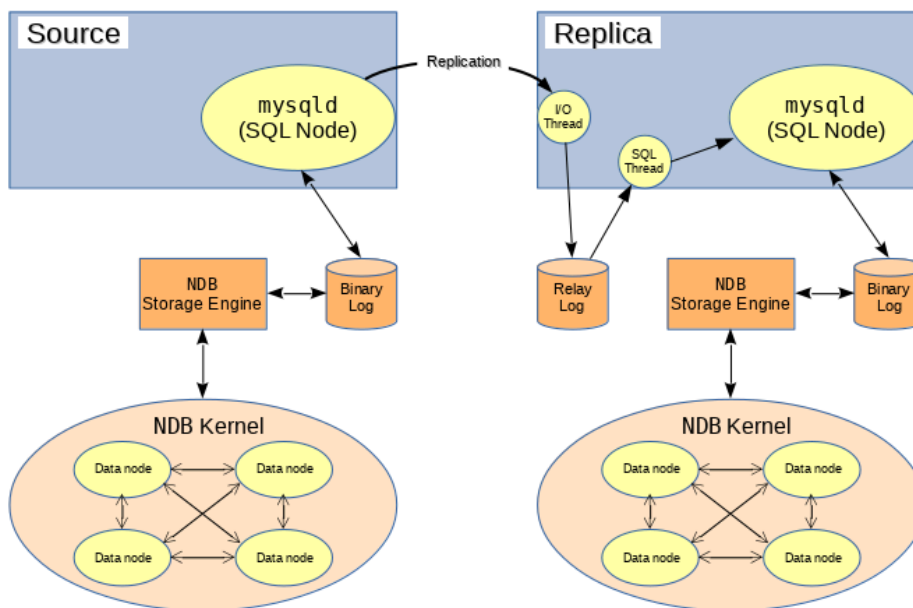 Source
mysqld
(SQL Node)
Replication
Replica
I/O
Thread
SQL
Thread
mysqld
(SQL Node)
NDB
Storage Engine
Binary
Log
Relay
Log
NDB
Storage Engine
Binary
Log
NDB Kernel
Data node
Data node
Data node
Data node
NDB Kernel
Data node
Data node
Data node
Data node